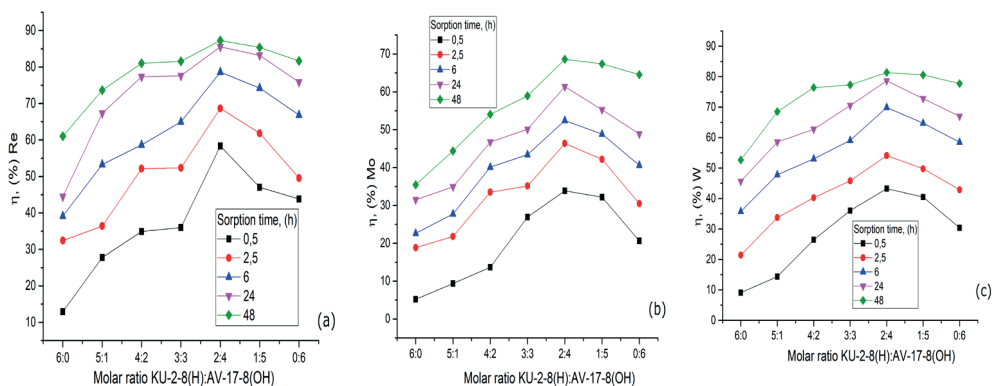 η, (%) Re
90
80
70
60
50
40
30
20
10
Sorption time, (h)
0,5
2,5
6
24
48
(a)
6:0 5:1 4:2 3:3 2:4 1:5 0:6
Molar ratio KU-2-8(H):AV-17-8(OH)
η, (%) Mo
70
60
50
40
30
20
10
0
Sorption time, (h)
0,5
2,5
6
24
48
(b)
6:0 5:1 4:2 3:3 2:4 1:5 0:6
Molar ratio KU-2-8(H):AV-17-8(OH)
η, (%) W
90
80
70
60
50
40
30
20
10
0
Sorption time, (h)
0,5
2,5
6
24
48
(c)
6:0 5:1 4:2 3:3 2:4 1:5 0:6
Molar ratio KU-2-8(H):AV-17-8(OH)